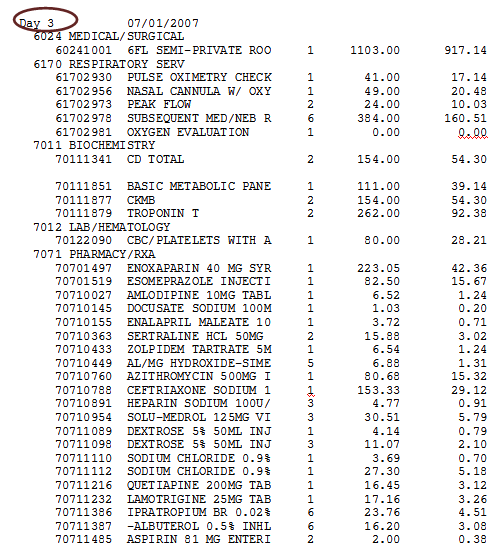 Day 3 07/01/2007
6024 MEDICAL/SURGICAL
60241001 6FL SEMI-PRIVATE ROO 1 1103.00 917.14
6170 RESPIRATORY SERV
61702930 PULSE OXIMETRY CHECK 1 41.00 17.14
61702956 NASAL CANNULA W/ OXY 1 49.00 20.48
61702973 PEAK FLOW 2 24.00 10.03
61702978 SUBSEQUENT MED/NEB R 6 384.00 160.51
61702981 OXYGEN EVALUATION 1 0.00 0.00
7011 BIOCHEMISTRY
70111341 CD TOTAL 2 154.00 54.30
70111851 BASIC METABOLIC PANE 1 111.00 39.14
70111877 CKMB 2 154.00 54.30
70111879 TROPONIN T 2 262.00 92.38
7012 LAB/HEMATOLOGY
70122090 CBC/PLATELETS WITH A 1 80.00 28.21
7071 PHARMACY/RXA
70701497 ENOXAPARIN 40 MG SYR 1 223.05 42.36
70701519 ESOMEPRAZOLE INJECTI 1 82.50 15.67
70710027 AMLODIPINE 10MG TABL 1 6.52 1.24
70710145 DOCUSATE SODIUM 100M 1 1.03 0.20
70710155 ENALAPRIL MALEATE 10 1 3.72 0.71
70710363 SERTRALINE HCL 50MG 2 15.88 3.02
70710433 ZOLPIDEM TARTRATE 5M 1 6.54 1.24
70710449 AL/MG HYDROXIDE-SIME 5 6.88 1.31
70710760 AZITHROMYCIN 500MG I 1 80.68 15.32
70710788 CEFTRIAXONE SODIUM 1 1 153.33 29.12
70710891 HEPARIN SODIUM 100U/ 3 4.77 0.91
70710954 SOLU-MEDROL 125MG VI 3 30.51 5.79
70711089 DEXTROSE 5% 50ML INJ 1 4.14 0.79
70711098 DEXTROSE 5% 50ML INJ 3 11.07 2.10
70711110 SODIUM CHLORIDE 0.9% 1 3.69 0.70
70711112 SODIUM CHLORIDE 0.9% 1 27.30 5.18
70711216 QUETIAPINE 200MG TAB 1 16.45 3.12
70711232 LAMOTRIGINE 25MG TAB 1 17.16 3.26
70711386 IPRATROPIUM BR 0.02% 6 23.76 4.51
70711387 -ALBUTEROL 0.5% INHL 6 16.20 3.08
70711485 ASPIRIN 81 MG ENTERI 2 2.00 0.38